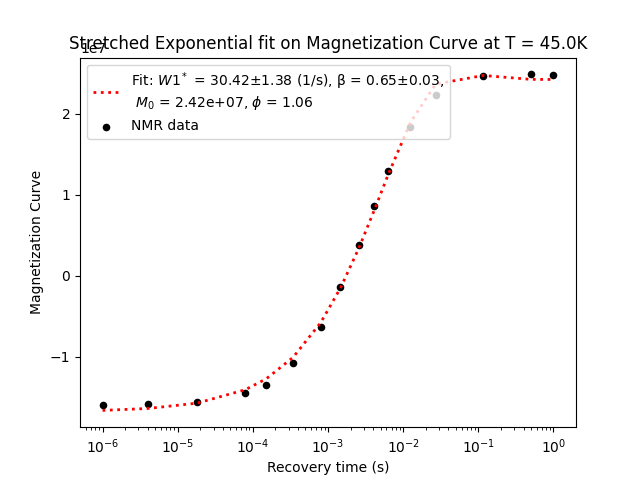 Stretched Exponential fit on Magnetization Curve at T = 45.0K
1e7
Fit: W1* = 30.42±1.38 (1/s), β = 0.65±0.03,
M₀ = 2.42e+07, ϕ = 1.06
NMR data
2
1
0
−1
Magnetization Curve
10⁻⁶ 10⁻⁵ 10⁻⁴ 10⁻³ 10⁻² 10⁻¹ 10⁰
Recovery time (s)